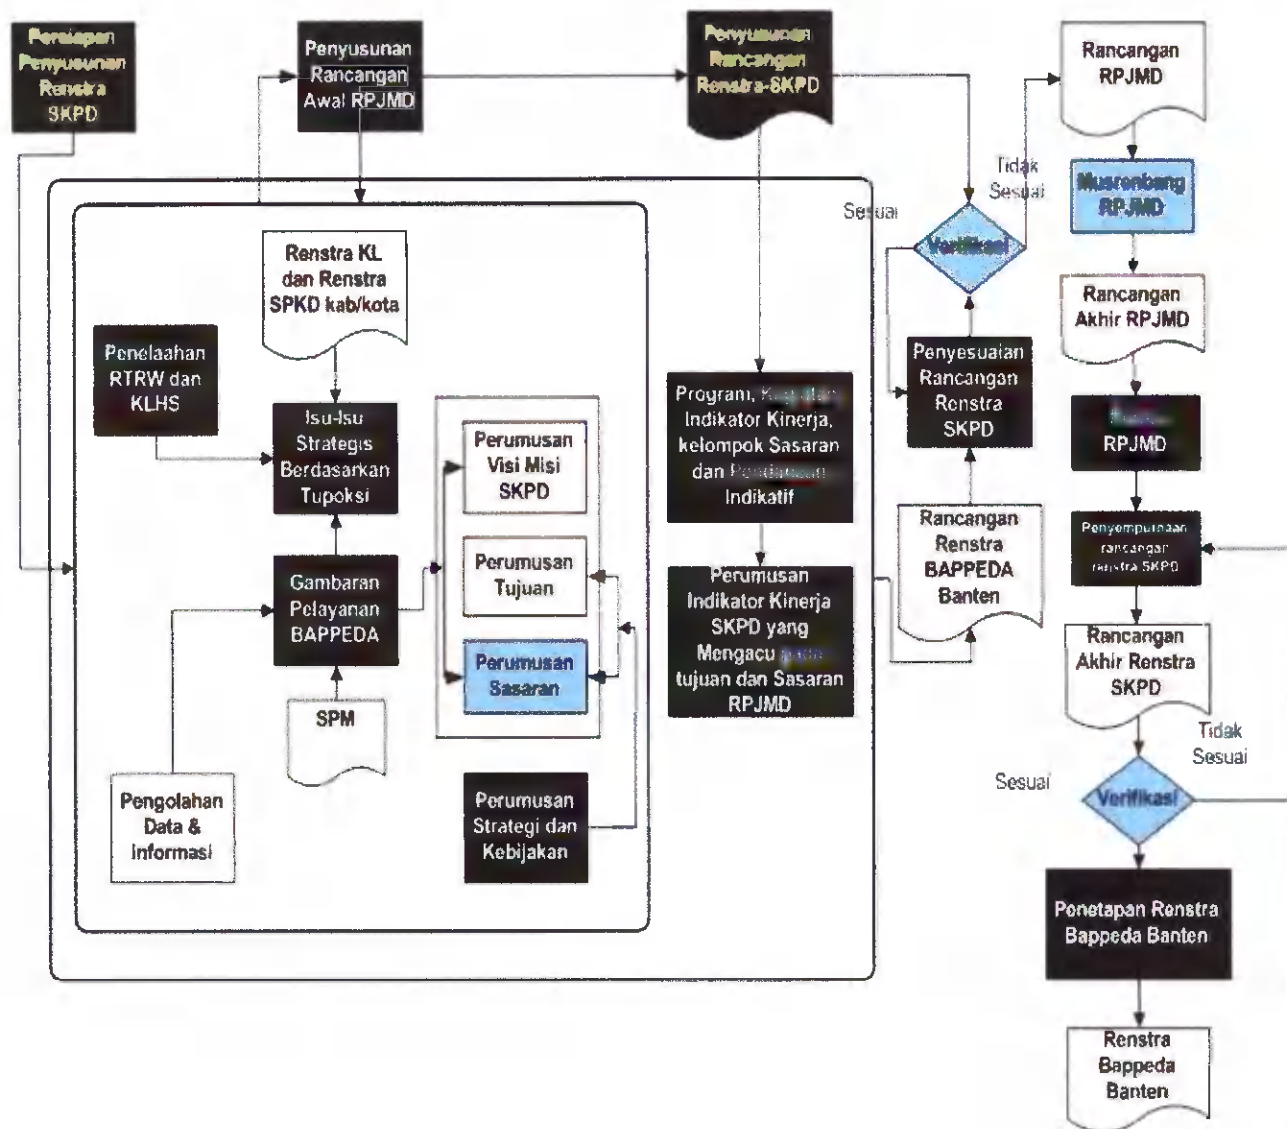 Persiapan
Penyusunan
Renstra
SKPD
Penyusunan
Rancangan
Awal RPJMD
Penyusunan
Rancangan
Renstra-SKPD
Rancangan
RPJMD
Tidak
Sesuai
Sesuai
Verifikasi
Musrenbang
RPJMD
Rancangan
Akhir RPJMD
RPJMD
Penyempurnaan
rancangan
renstra SKPD
Rancangan
Akhir Renstra
SKPD
Tidak
Sesuai
Sesuai
Verifikasi
Penetapan Renstra
Bappeda Banten
Renstra
Bappeda
Banten
Renstra KL
dan Renstra
SPKD kab/kota
Penelaahan
RTRW dan
KLHS
Isu-Isu
Strategis
Berdasarkan
Tupoksi
Gambaran
Pelayanan
BAPPEDA
SPM
Pengolahan
Data &
Informasi
Perumusan
Visi Misi
SKPD
Perumusan
Tujuan
Perumusan
Sasaran
Perumusan
Strategi dan
Kebijakan
Program,
Indikator Kinerja,
kelompok Sasaran
dan Pendanaan
Indikatif
Perumusan
Indikator Kinerja
SKPD yang
Mengacu
tujuan dan Sasaran
RPJMD
Penyesuaian
Rancangan
Renstra
SKPD
Rancangan
Renstra
BAPPEDA
Banten